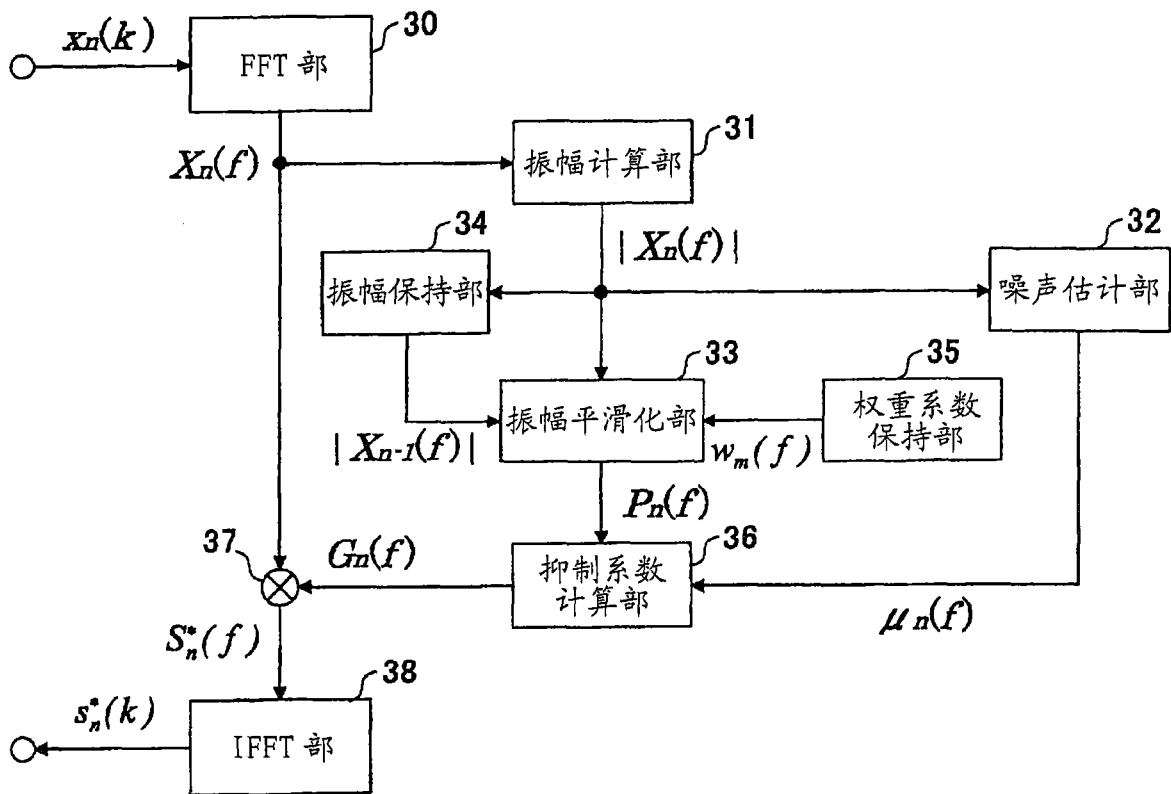 30
xn(k)
FFT 部
31
Xn(f)
振幅计算部
34
32
|Xn(f)|
振幅保持部
噪声估计部
33
35
振幅平滑化部
权重系数
保持部
|Xn-1(f)|
wm(f)
Pn(f)
36
37
Gn(f)
抑制系数
计算部
μn(f)
S*n(f)
38
s*n(k)
IFFT 部